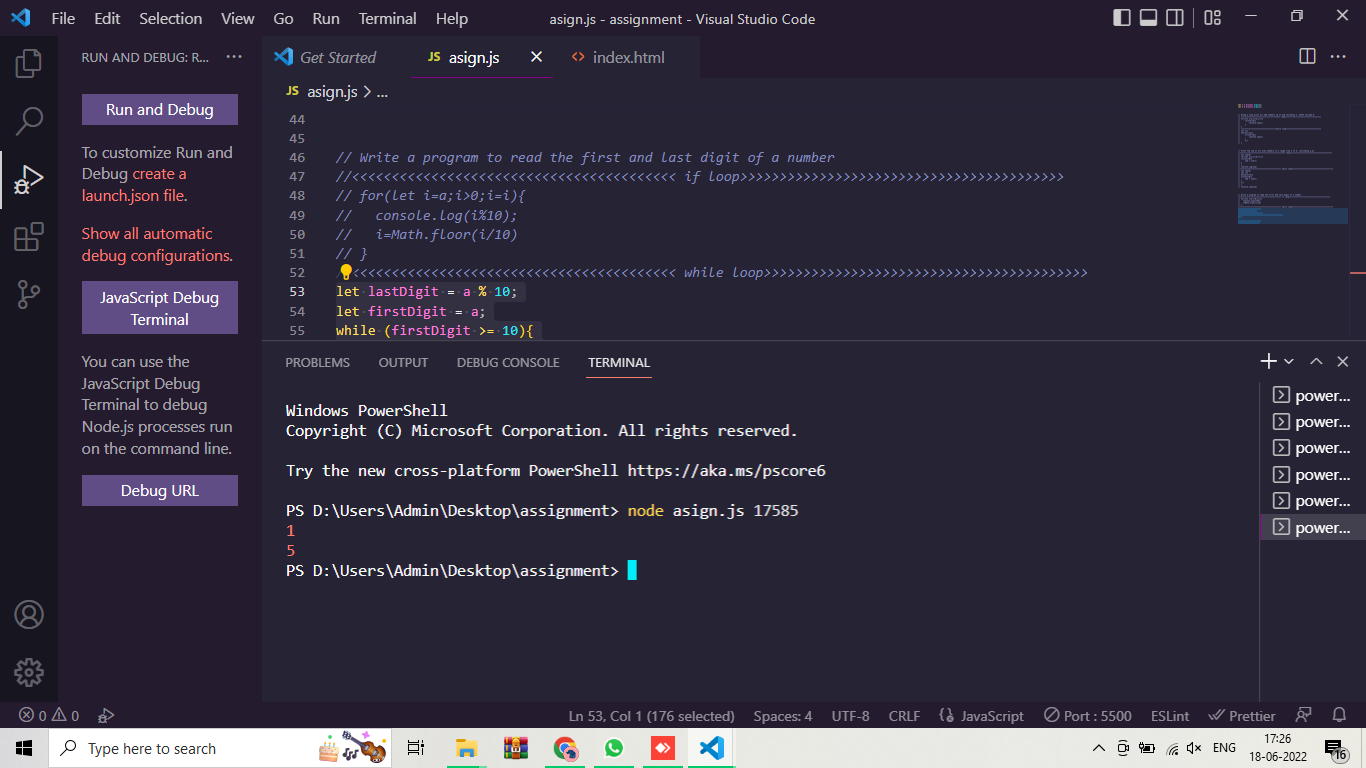 File Edit Selection View Go Run Terminal Help asign.js - assignment - Visual Studio Code
RUN AND DEBUG: R... ...
Run and Debug
To customize Run and
Debug create a
launch.json file.
Show all automatic
debug configurations.
JavaScript Debug
Terminal
You can use the
JavaScript Debug
Terminal to debug
Node.js processes run
on the command line.
Debug URL
Get Started JS asign.js index.html
JS asign.js > ...
44
45
46 // Write a program to read the first and last digit of a number
47 //<<<<<<<<<<<<<<<<<<<<<<<<<<<<<<<<<<<<<<<<< if loop>>>>>>>>>>>>>>>>>>>>>>>>>>>>>>>>>>>>>>>>>
48 // for(let i=a;i>0;i=i){
49 //   console.log(i%10);
50 //   i=Math.floor(i/10)
51 // }
52 /<<<<<<<<<<<<<<<<<<<<<<<<<<<<<<<<<<<<<<<<< while loop>>>>>>>>>>>>>>>>>>>>>>>>>>>>>>>>>>>>>>>>>
53 let lastDigit = a % 10;
54 let firstDigit = a;
55 while (firstDigit >= 10){
PROBLEMS OUTPUT DEBUG CONSOLE TERMINAL
Windows PowerShell
Copyright (C) Microsoft Corporation. All rights reserved.
Try the new cross-platform PowerShell https://aka.ms/pscore6
PS D:\Users\Admin\Desktop\assignment> node asign.js 17585
1
5
PS D:\Users\Admin\Desktop\assignment>
power...
power...
power...
power...
power...
power...
0 0 Ln 53, Col 1 (176 selected) Spaces: 4 UTF-8 CRLF JavaScript Port : 5500 ESLint Prettier
Type here to search
ENG
17:26
18-06-2022
16